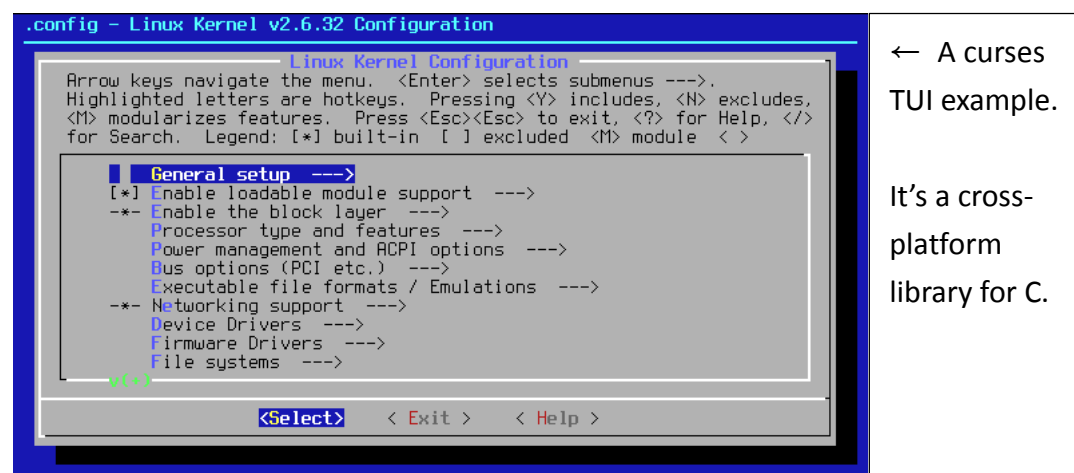 .config - Linux Kernel v2.6.32 Configuration
Linux Kernel Configuration
Arrow keys navigate the menu.  <Enter> selects submenus --->.
Highlighted letters are hotkeys.  Pressing <Y> includes, <N> excludes,
<M> modularizes features.  Press <Esc><Esc> to exit, <?> for Help, </>
for Search.  Legend: [*] built-in  [ ] excluded  <M> module  < >
General setup  --->
[*] Enable loadable module support  --->
-*- Enable the block layer  --->
Processor type and features  --->
Power management and ACPI options  --->
Bus options (PCI etc.)  --->
Executable file formats / Emulations  --->
-*- Networking support  --->
Device Drivers  --->
Firmware Drivers  --->
File systems  --->
v(+)
<Select>    < Exit >    < Help >
← A curses
TUI example.
It’s a cross-
platform
library for C.